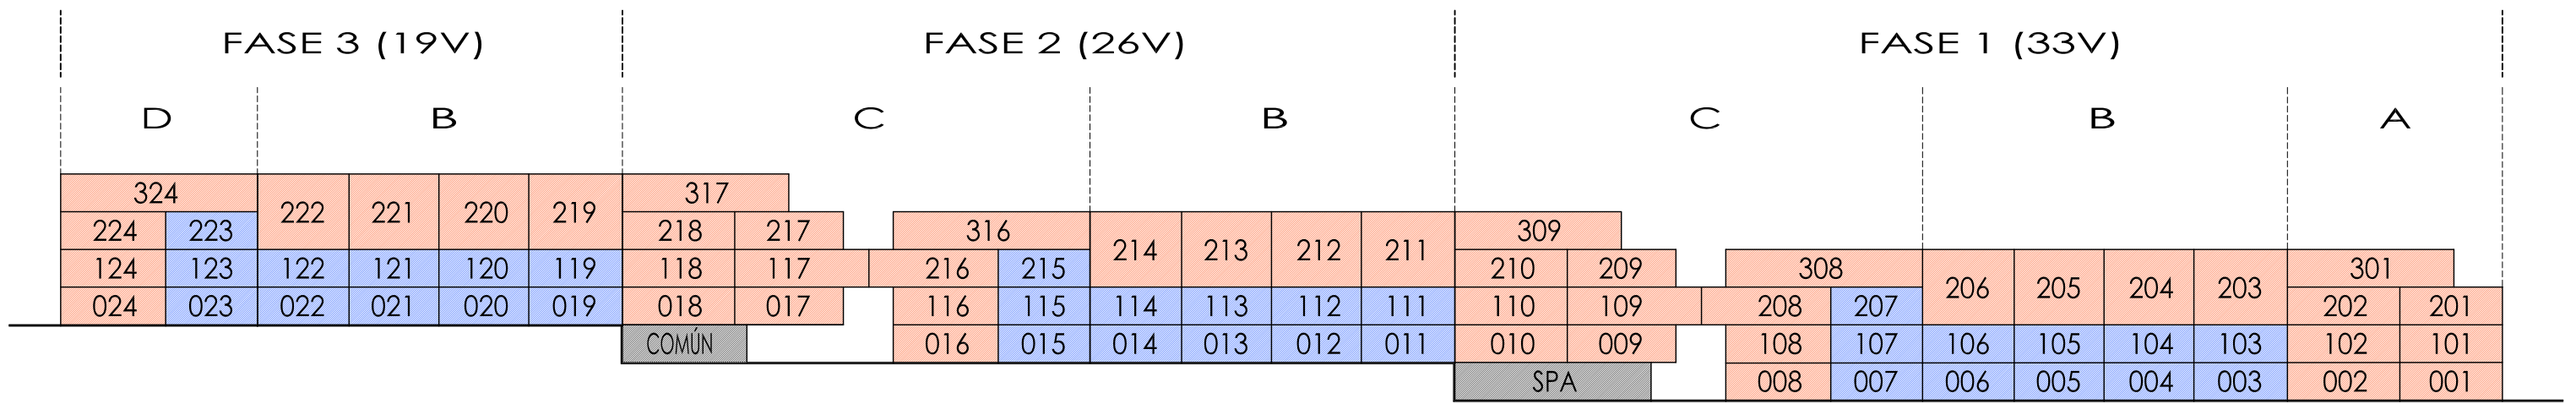 FASE 3 (19V) FASE 2 (26V) FASE 1 (33V)
D B C B C B A
324 317
222 221 220 219
224 223 218 217 316 309
214 213 212 211
124 123 122 121 120 119 118 117 216 215 210 209 308 301
206 205 204 203
024 023 022 021 020 019 018 017 116 115 114 113 112 111 110 109 208 207 202 201
COMÚN 016 015 014 013 012 011 010 009 108 107 106 105 104 103 102 101
SPA 008 007 006 005 004 003 002 001